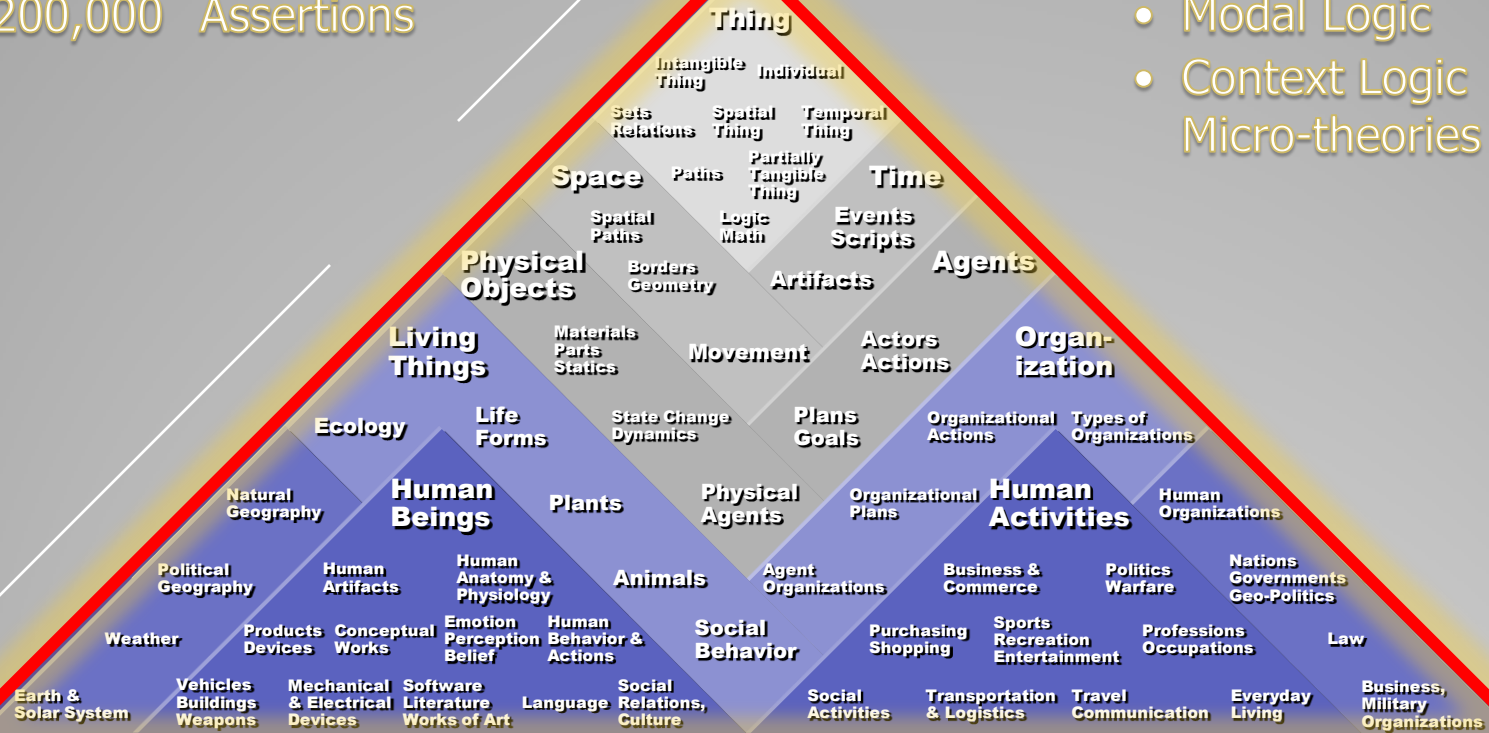 200,000 Assertions
• Modal Logic
• Context Logic
Micro-theories
Thing
Intangible
Thing
Individual
Sets
Relations
Spatial
Thing
Temporal
Thing
Space
Paths
Partially
Tangible
Thing
Time
Spatial
Paths
Logic
Math
Events
Scripts
Physical
Objects
Borders
Geometry
Artifacts
Agents
Living
Things
Materials
Parts
Statics
Movement
Actors
Actions
Organ-
ization
Ecology
Life
Forms
State Change
Dynamics
Plans
Goals
Organizational
Actions
Types of
Organizations
Natural
Geography
Human
Beings
Plants
Physical
Agents
Organizational
Plans
Human
Activities
Human
Organizations
Political
Geography
Human
Artifacts
Human
Anatomy &
Physiology
Animals
Agent
Organizations
Business &
Commerce
Politics
Warfare
Nations
Governments
Geo-Politics
Weather
Products
Devices
Conceptual
Works
Emotion
Perception
Belief
Human
Behavior &
Actions
Social
Behavior
Purchasing
Shopping
Sports
Recreation
Entertainment
Professions
Occupations
Law
Earth &
Solar System
Vehicles
Buildings
Weapons
Mechanical
& Electrical
Devices
Software
Literature
Works of Art
Language
Social
Relations,
Culture
Social
Activities
Transportation
& Logistics
Travel
Communication
Everyday
Living
Business,
Military
Organizations